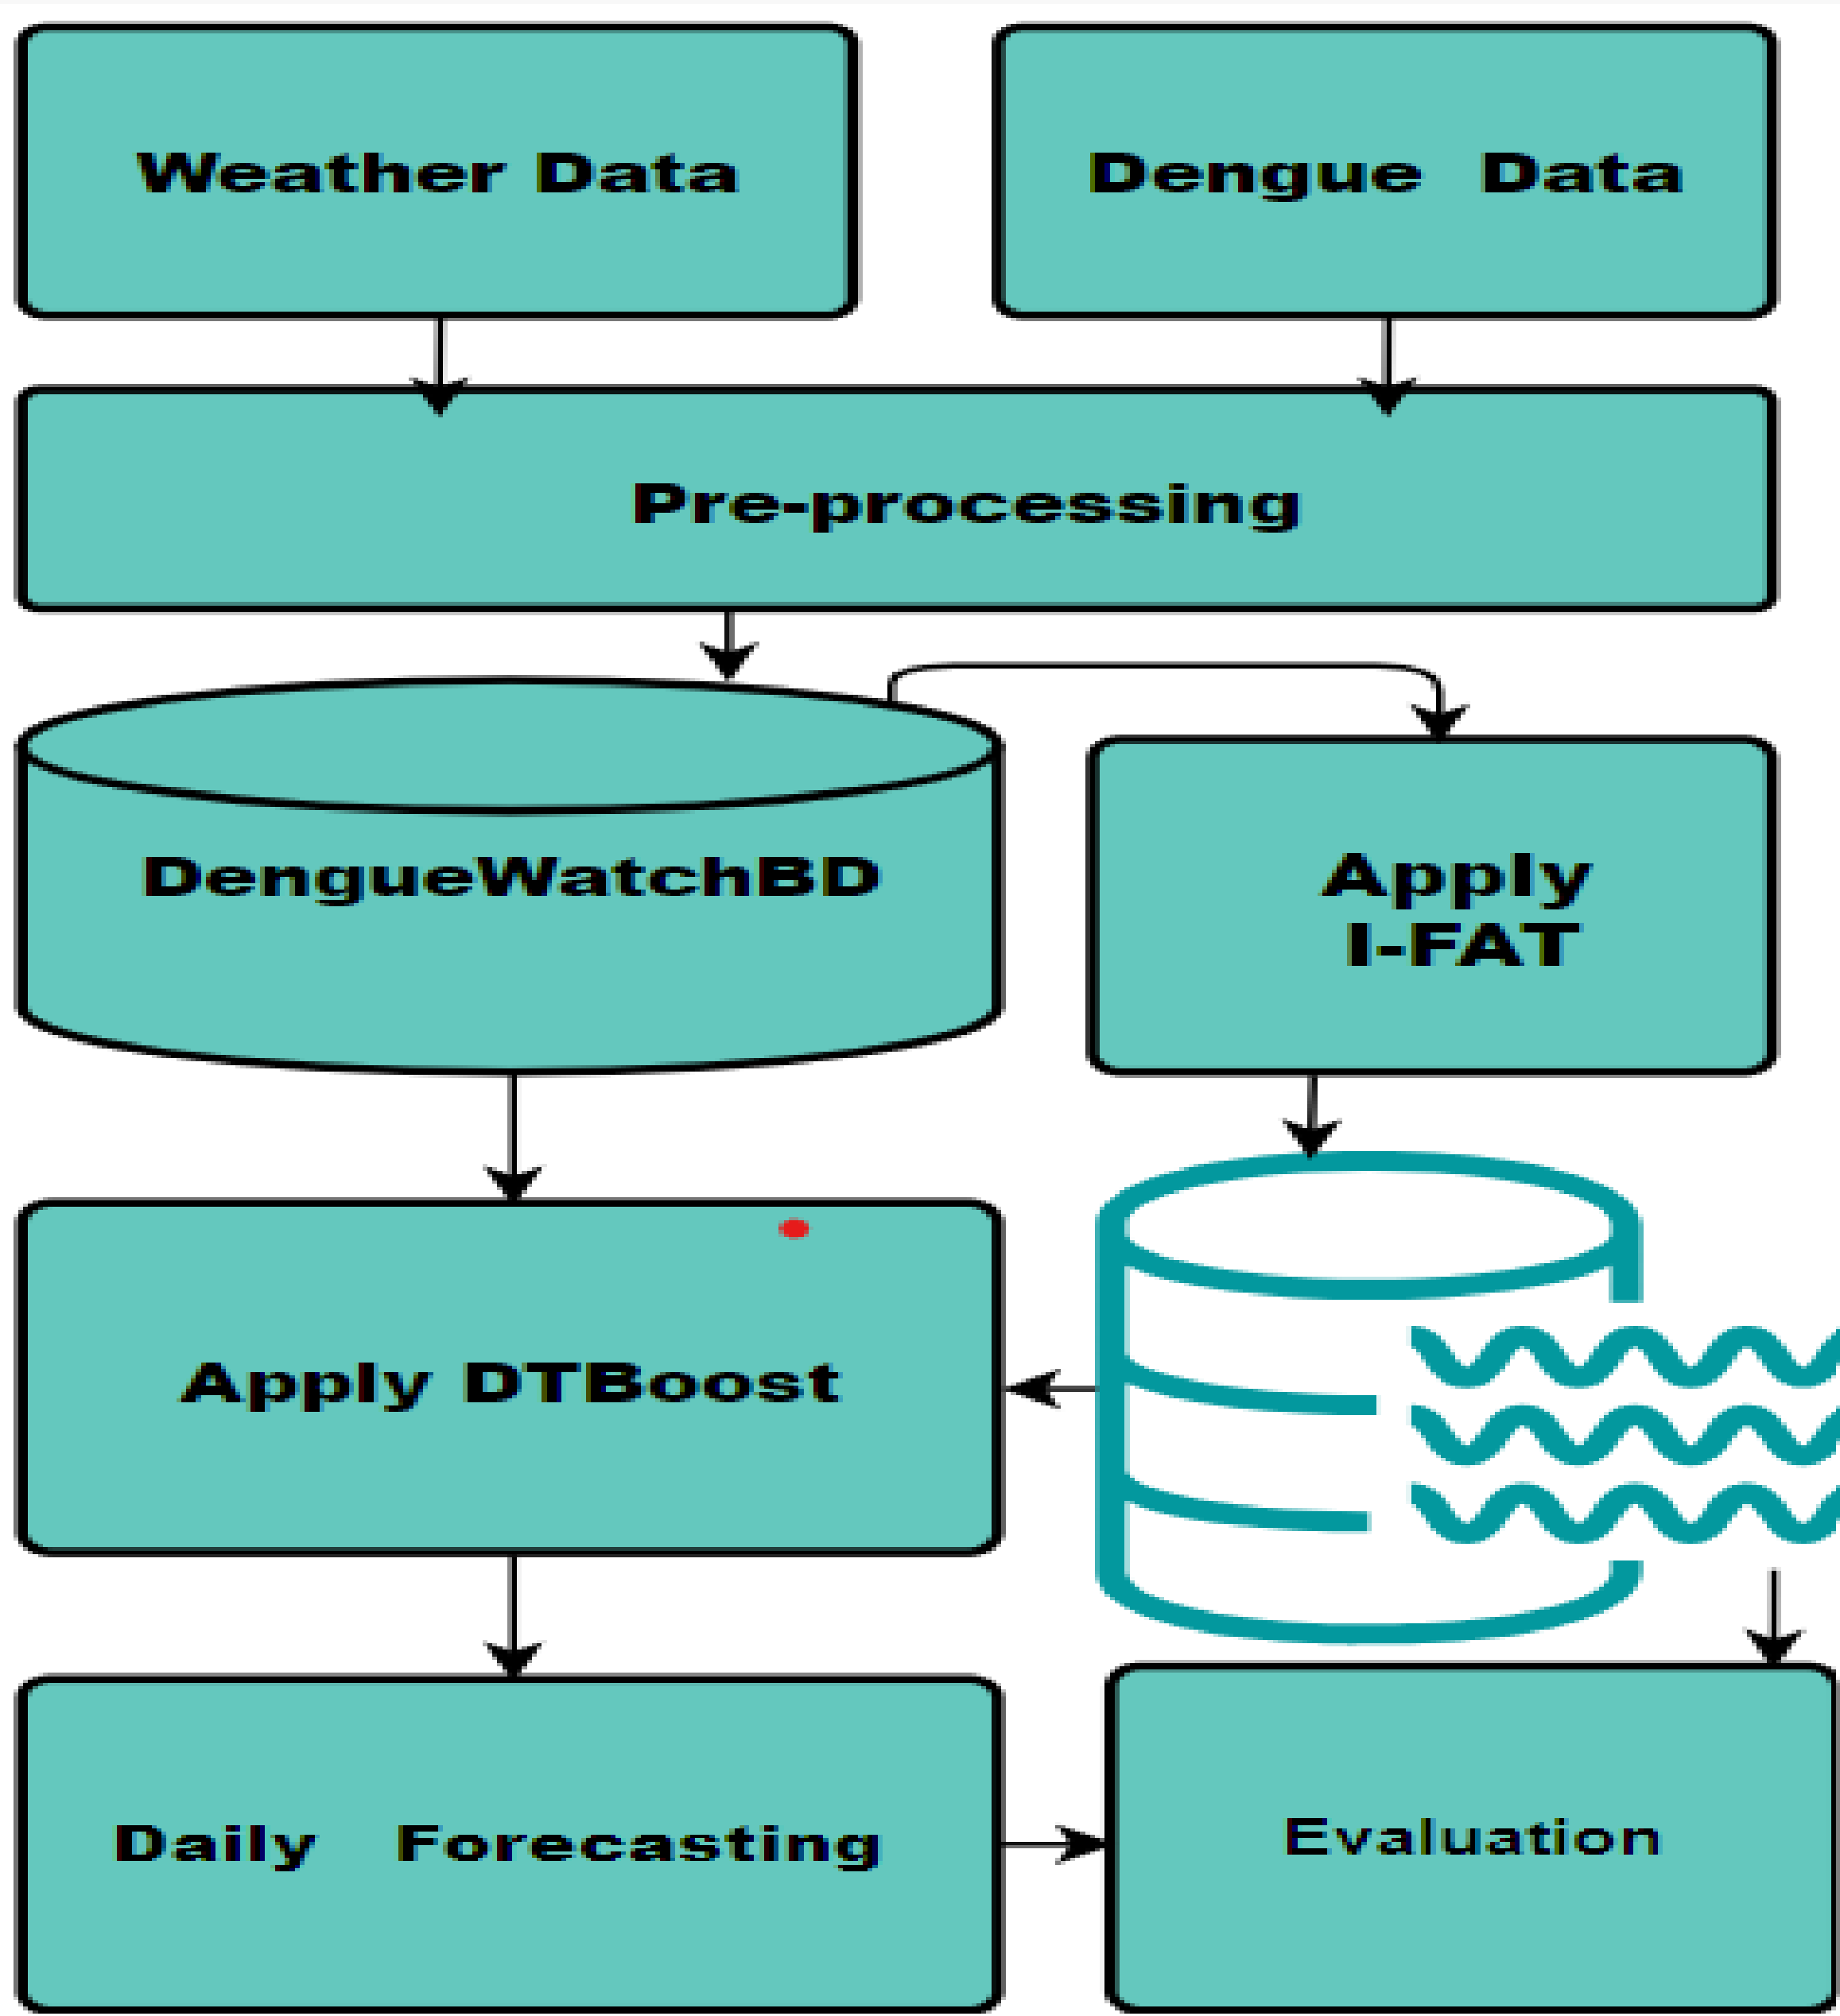 Weather Data
Dengue Data
Pre-processing
DengueWatchBD
Apply
I-FAT
Apply DTBoost
Daily Forecasting
Evaluation